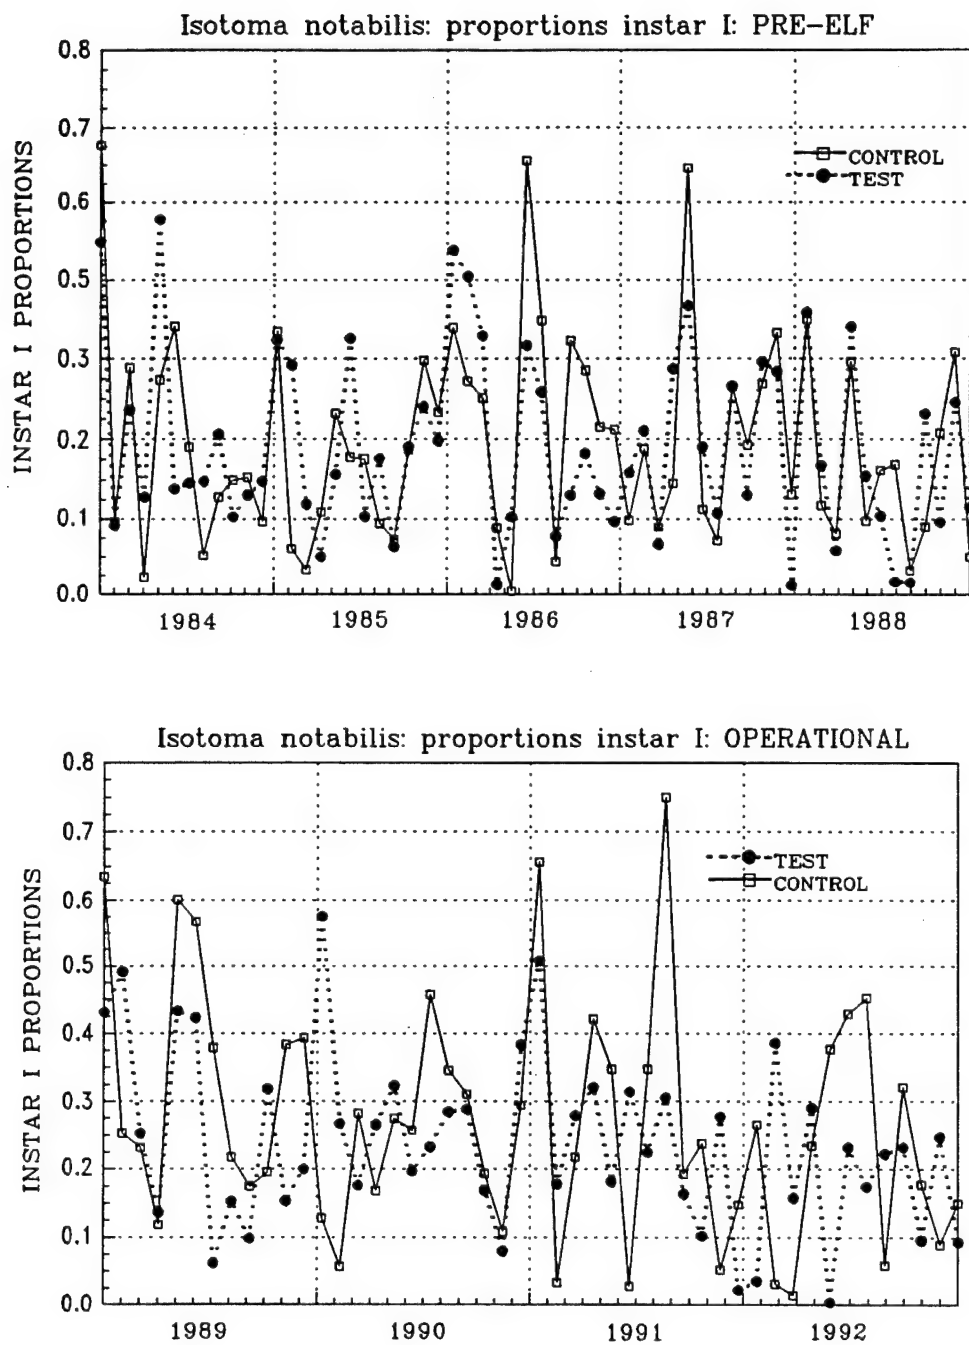 Isotoma notabilis: proportions instar I: PRE-ELF
0.8
0.7
0.6
0.5
0.3
0.2
0.1
0.0
INSTAR I PROPORTIONS
CONTROL
TEST
1984 1985 1986 1987 1988
Isotoma notabilis: proportions instar I: OPERATIONAL
0.8
0.7
0.6
0.5
0.4
0.3
0.2
0.1
0.0
INSTAR I PROPORTIONS
TEST
CONTROL
1989 1990 1991 1992